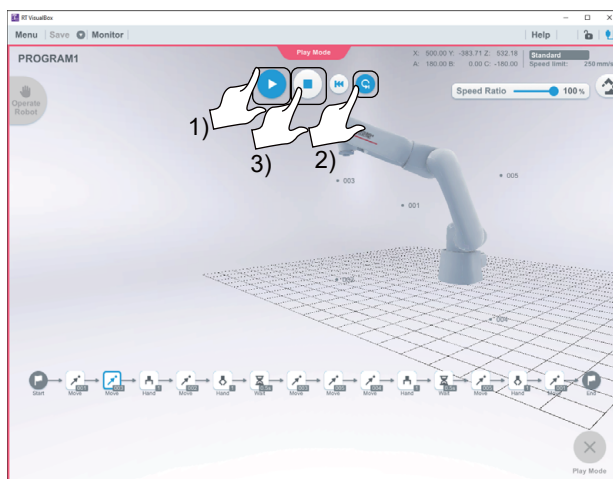 RT VisualBox
Menu Save Monitor Help
PROGRAM1
Play Mode
X: 500.00 Y: -383.71 Z: 532.18 Standard
A: 180.00 B: 0.00 C: -180.00 Speed limit: 250 mm/s
Operate
Robot
Speed Ratio 100 %
1)
3)
2)
003
005
001
002
004
Start Move Move Hand Move Hand Wait Move Move Move Hand Wait Move Hand Move End
Play Mode